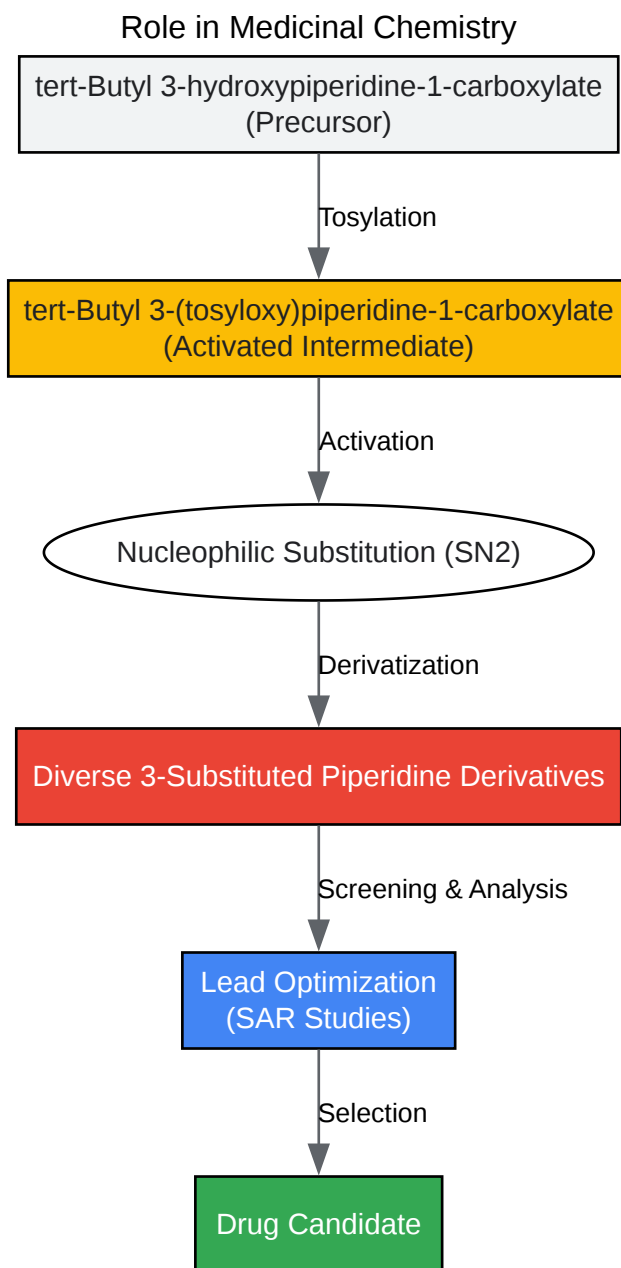 Role in Medicinal Chemistry
tert-Butyl 3-hydroxypiperidine-1-carboxylate
(Precursor)
Tosylation
tert-Butyl 3-(tosyloxy)piperidine-1-carboxylate
(Activated Intermediate)
Activation
Nucleophilic Substitution (SN2)
Derivatization
Diverse 3-Substituted Piperidine Derivatives
Screening & Analysis
Lead Optimization
(SAR Studies)
Selection
Drug Candidate